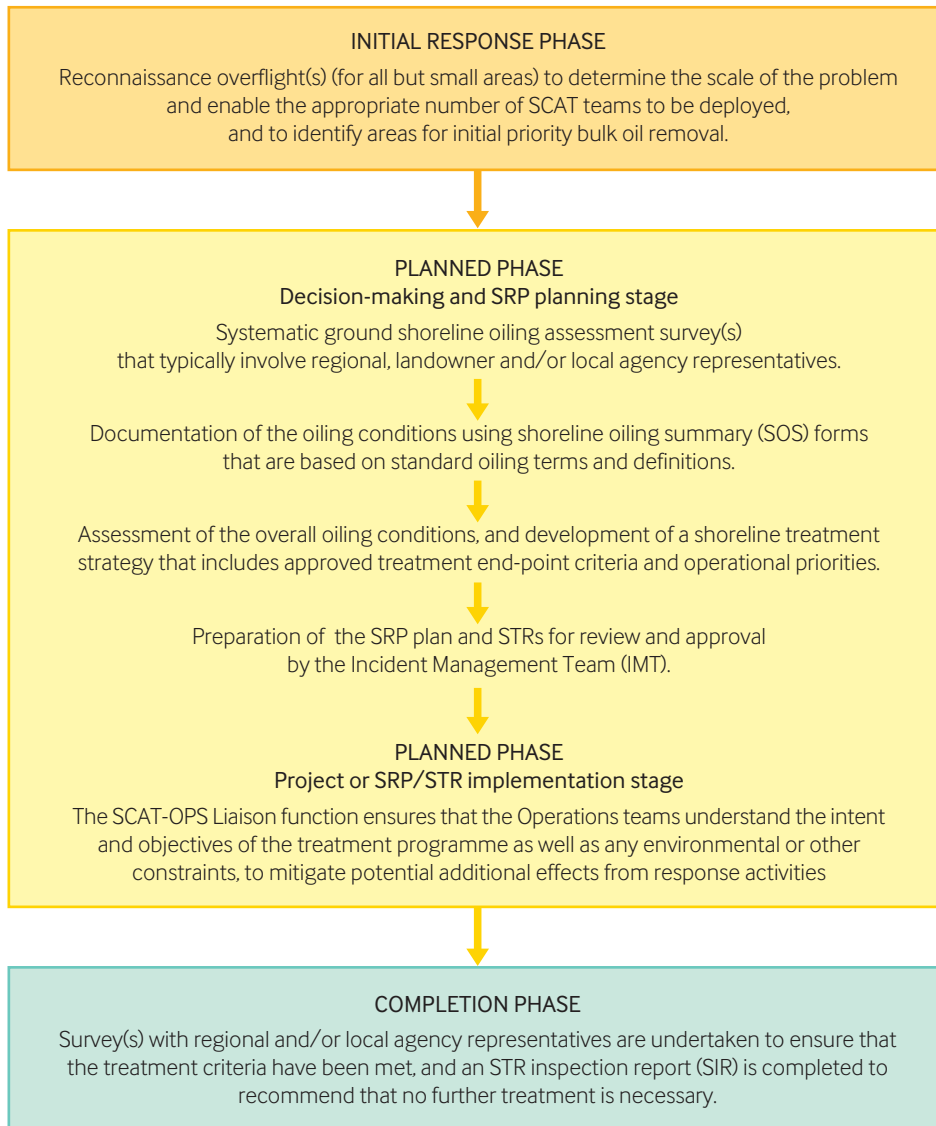 INITIAL RESPONSE PHASE
Reconnaissance overflight(s) (for all but small areas) to determine the scale of the problem
and enable the appropriate number of SCAT teams to be deployed,
and to identify areas for initial priority bulk oil removal.
PLANNED PHASE
Decision-making and SRP planning stage
Systematic ground shoreline oiling assessment survey(s)
that typically involve regional, landowner and/or local agency representatives.
Documentation of the oiling conditions using shoreline oiling summary (SOS) forms
that are based on standard oiling terms and definitions.
Assessment of the overall oiling conditions, and development of a shoreline treatment
strategy that includes approved treatment end-point criteria and operational priorities.
Preparation of the SRP plan and STRs for review and approval
by the Incident Management Team (IMT).
PLANNED PHASE
Project or SRP/STR implementation stage
The SCAT-OPS Liaison function ensures that the Operations teams understand the intent
and objectives of the treatment programme as well as any environmental or other
constraints, to mitigate potential additional effects from response activities
COMPLETION PHASE
Survey(s) with regional and/or local agency representatives are undertaken to ensure that
the treatment criteria have been met, and an STR inspection report (SIR) is completed to
recommend that no further treatment is necessary.